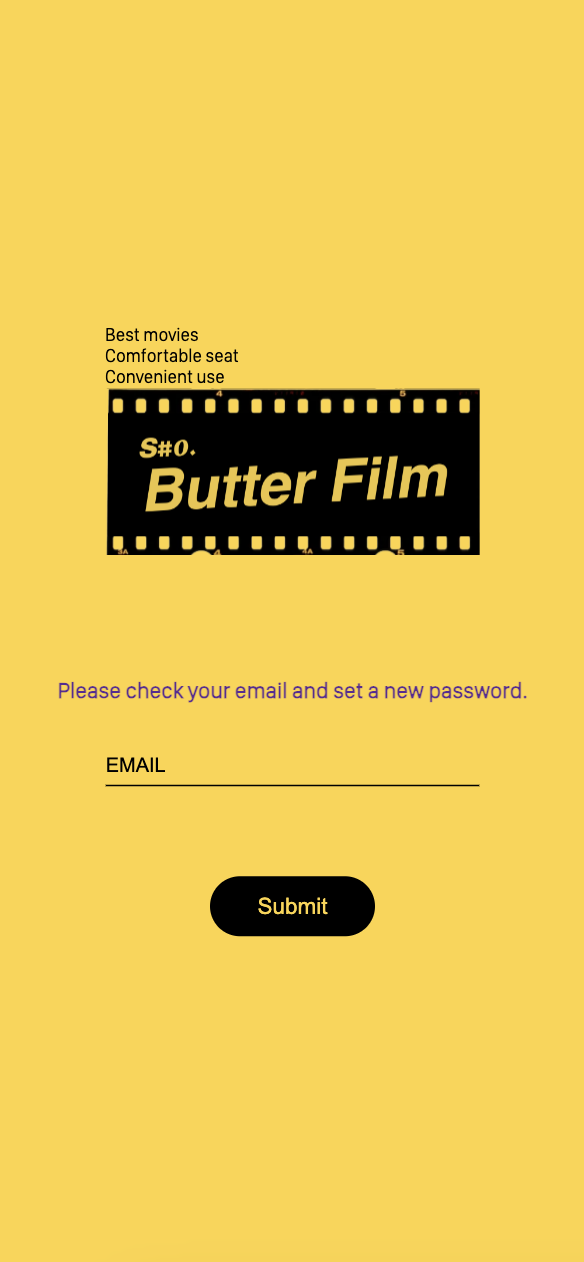 Best movies
Comfortable seat
Convenient use
4 5
S#0.
Butter Film
3A 4 4A 5
Please check your email and set a new password.
EMAIL
Submit